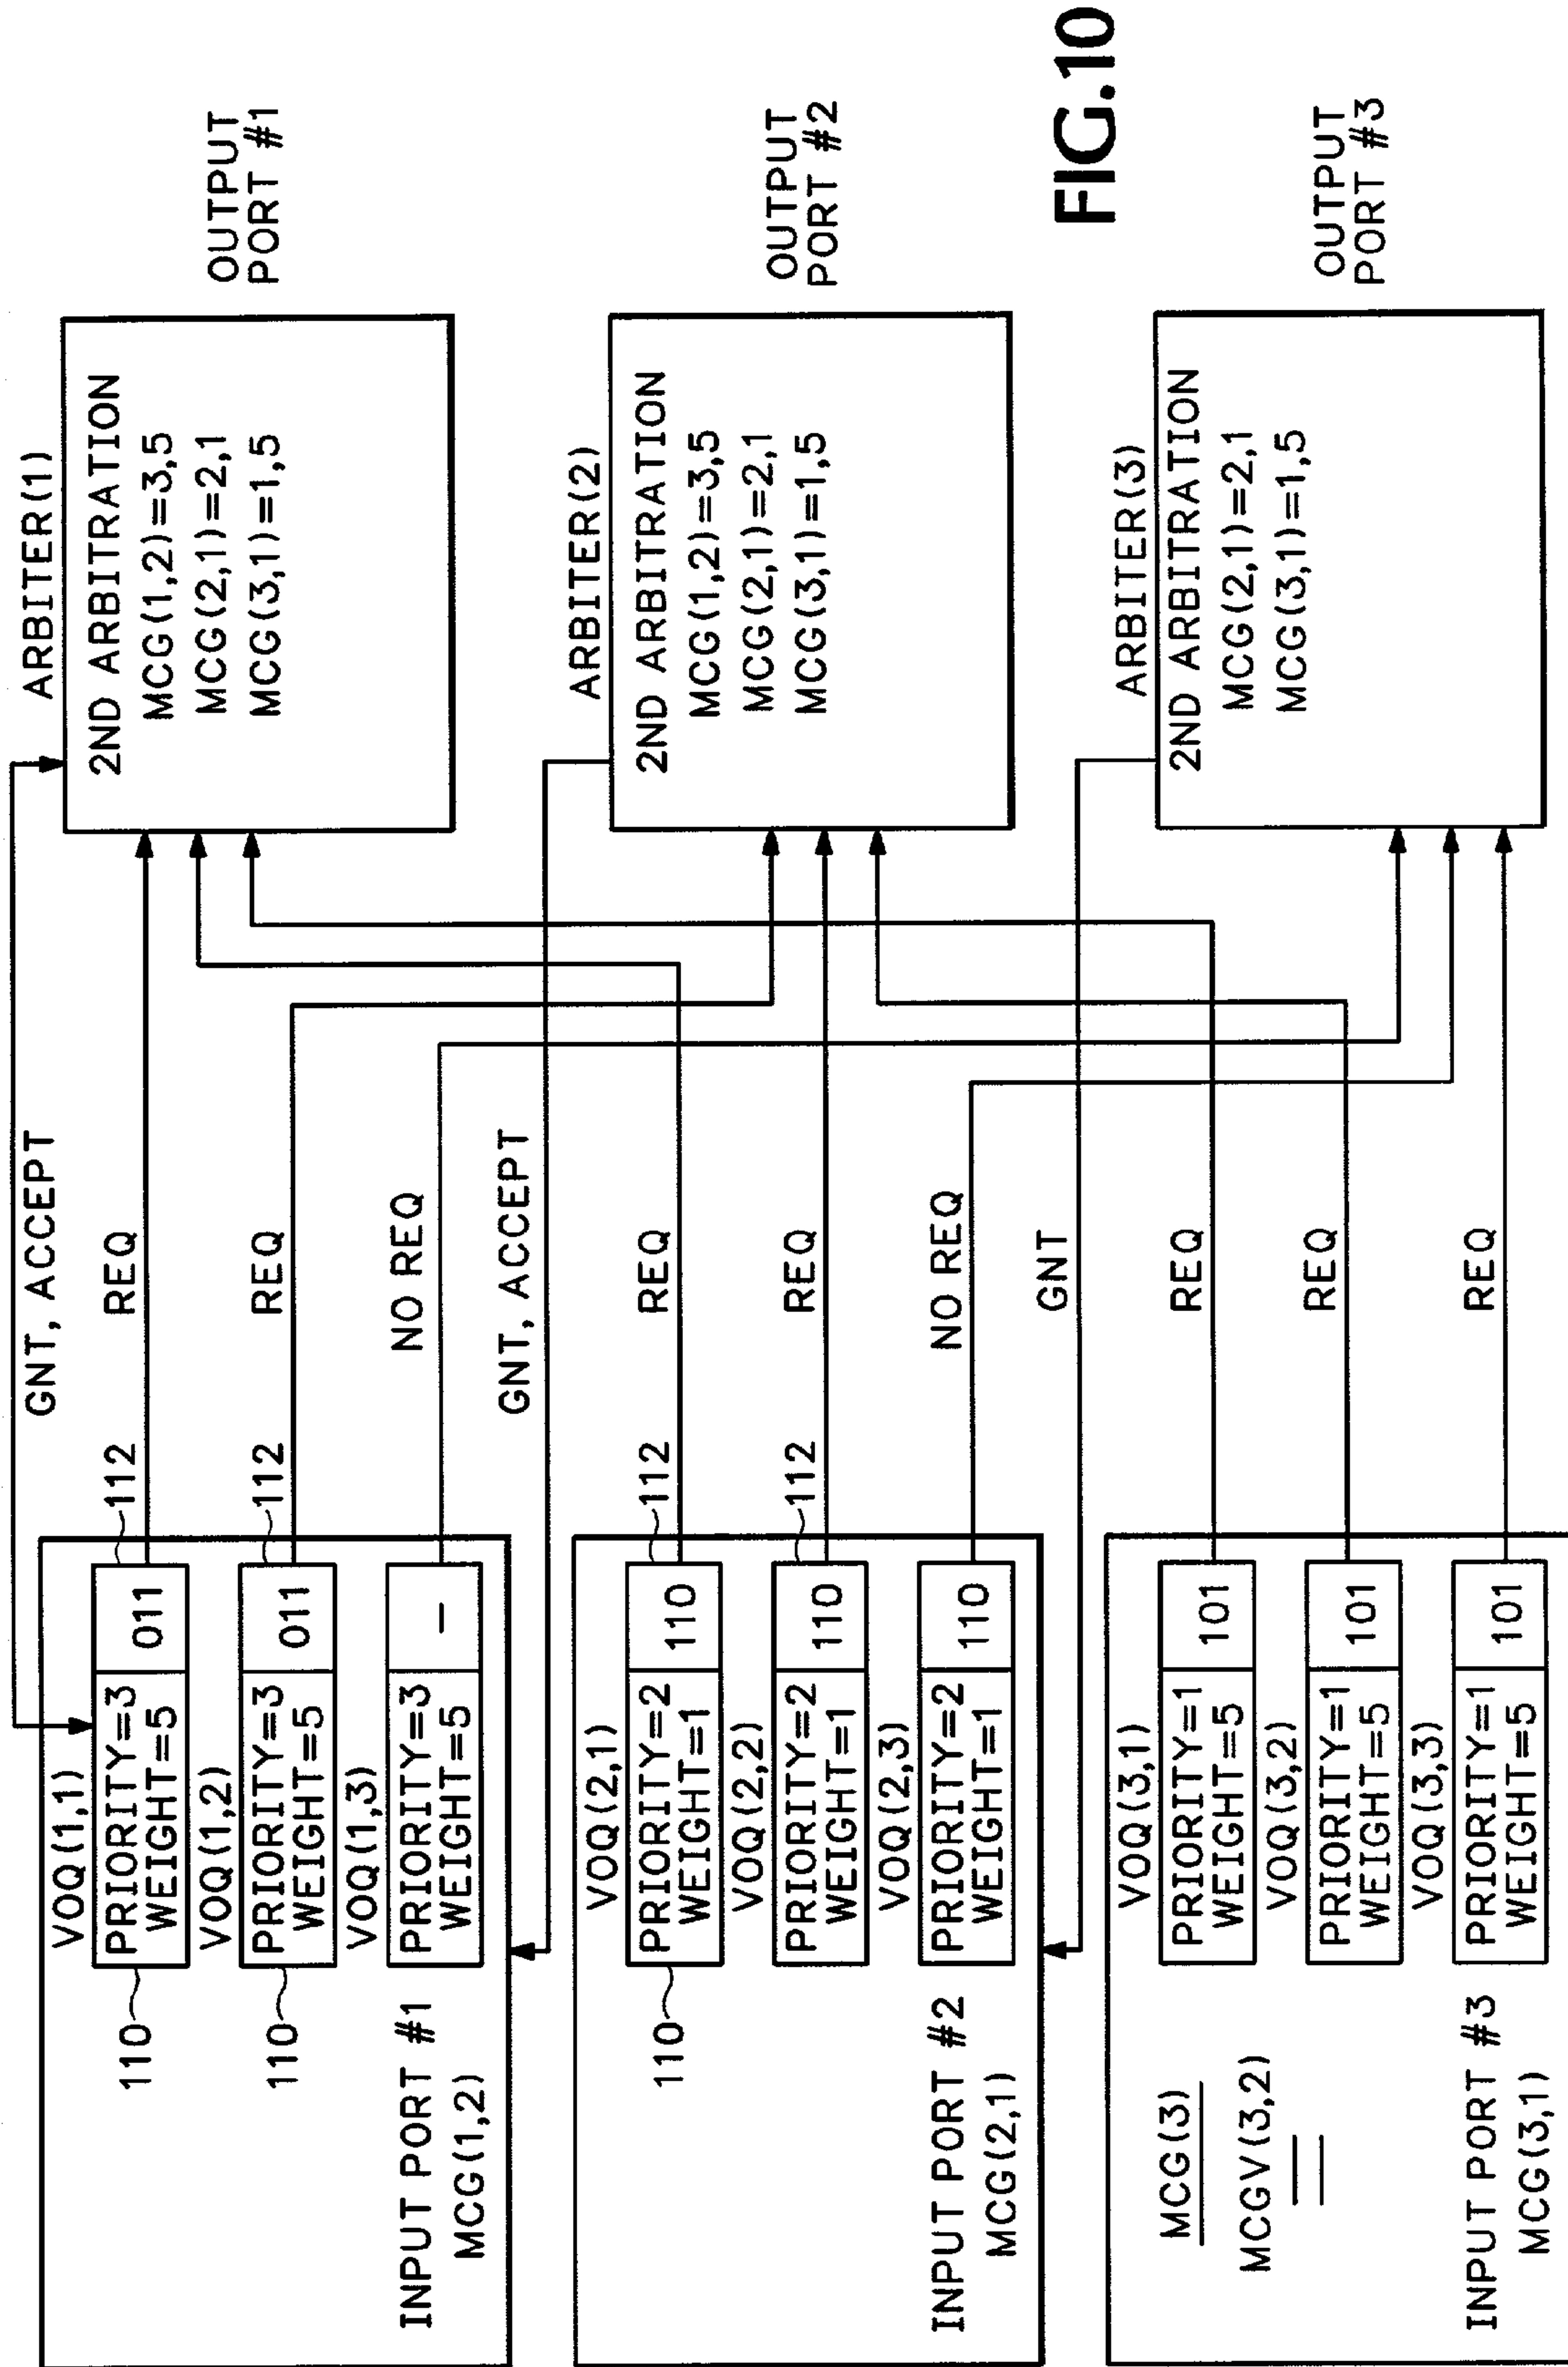 GNT, ACCEPT
VOQ(1,1)
110
PRIORITY=3
WEIGHT=5
011
112
REQ
VOQ(1,2)
110
PRIORITY=3
WEIGHT=5
011
112
REQ
VOQ(1,3)
PRIORITY=3
WEIGHT=5
—
NO REQ
INPUT PORT #1
MCG(1,2)
GNT, ACCEPT
VOQ(2,1)
110
PRIORITY=2
WEIGHT=1
110
112
REQ
VOQ(2,2)
PRIORITY=2
WEIGHT=1
110
112
REQ
VOQ(2,3)
PRIORITY=2
WEIGHT=1
110
NO REQ
INPUT PORT #2
MCG(2,1)
GNT
VOQ(3,1)
PRIORITY=1
WEIGHT=5
101
REQ
VOQ(3,2)
PRIORITY=1
WEIGHT=5
101
REQ
VOQ(3,3)
PRIORITY=1
WEIGHT=5
101
REQ
MCG(3)
MCGV(3,2)
INPUT PORT #3
MCG(3,1)
ARBITER(1)
2ND ARBITRATION
MCG(1,2)=3,5
MCG(2,1)=2,1
MCG(3,1)=1,5
OUTPUT
PORT #1
ARBITER(2)
2ND ARBITRATION
MCG(1,2)=3,5
MCG(2,1)=2,1
MCG(3,1)=1,5
OUTPUT
PORT #2
ARBITER(3)
2ND ARBITRATION
MCG(2,1)=2,1
MCG(3,1)=1,5
OUTPUT
PORT #3
FIG.10